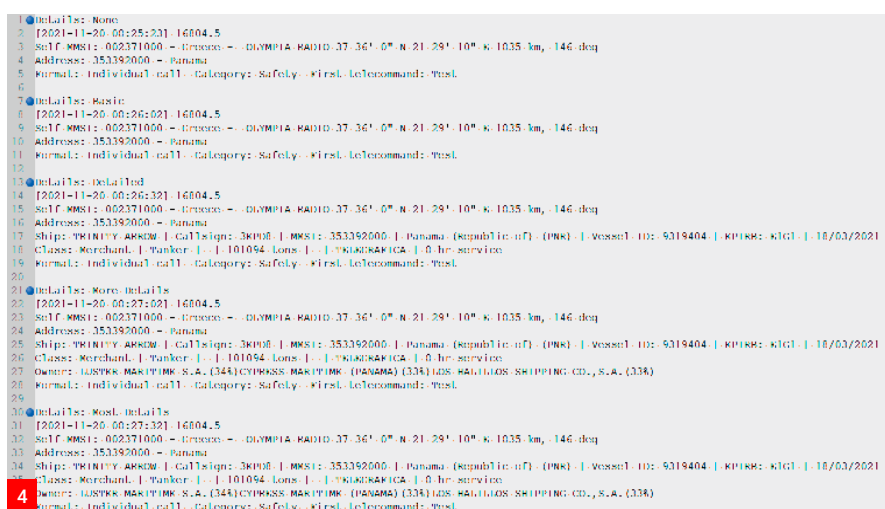 1 Details: None
2 [2021-11-20 00:25:23] 16804.5
3 Self MMSI: 002371000 - Greece - OLYMPIA RADIO 37 36' 0" N 21 29' 10" E 1035 km, 146 deg
4 Address: 353392000 - Panama
5 Format: Individual call Category: Safety First telecommand: Test
6
7 Details: Basic
8 [2021-11-20 00:26:02] 16804.5
9 Self MMSI: 002371000 - Greece - OLYMPIA RADIO 37 36' 0" N 21 29' 10" E 1035 km, 146 deg
10 Address: 353392000 - Panama
11 Format: Individual call Category: Safety First telecommand: Test
12
13 Details: Detailed
14 [2021-11-20 00:26:32] 16804.5
15 Self MMSI: 002371000 - Greece - OLYMPIA RADIO 37 36' 0" N 21 29' 10" E 1035 km, 146 deg
16 Address: 353392000 - Panama
17 Ship: TRINITY ARROW | Callsign: | MMSI: 353392000 | Panama (Republic of) (PNR) | Vessel ID: 9319404 | EPIRB: | 18/03/2021
18 Class: Merchant | Tanker | | 101094 tons | | TELEGRAFICA | 0 hr service
19 Format: Individual call Category: Safety First telecommand: Test
20
21 Details: More Details
22 [2021-11-20 00:27:02] 16804.5
23 Self MMSI: 002371000 - Greece - OLYMPIA RADIO 37 36' 0" N 21 29' 10" E 1035 km, 146 deg
24 Address: 353392000 - Panama
25 Ship: TRINITY ARROW | Callsign: | MMSI: 353392000 | Panama (Republic of) (PNR) | Vessel ID: 9319404 | EPIRB: | 18/03/2021
26 Class: Merchant | Tanker | | 101094 tons | | TELEGRAFICA | 0 hr service
27 Owner: LUSTER MARITIME S.A.(34%)CYPRESS MARITIME (PANAMA)(33%)LOS HALILLOS SHIPPING CO.,S.A.(33%)
28 Format: Individual call Category: Safety First telecommand: Test
29
30 Details: Most Details
31 [2021-11-20 00:27:32] 16804.5
32 Self MMSI: 002371000 - Greece - OLYMPIA RADIO 37 36' 0" N 21 29' 10" E 1035 km, 146 deg
33 Address: 353392000 - Panama
34 Ship: TRINITY ARROW | Callsign: | MMSI: 353392000 | Panama (Republic of) (PNR) | Vessel ID: 9319404 | EPIRB: | 18/03/2021
Class: Merchant | Tanker | | 101094 tons | | TELEGRAFICA | 0 hr service
4 Owner: LUSTER MARITIME S.A.(34%)CYPRESS MARITIME (PANAMA)(33%)LOS HALILLOS SHIPPING CO.,S.A.(33%)
Format: Individual call Category: Safety First telecommand: Test